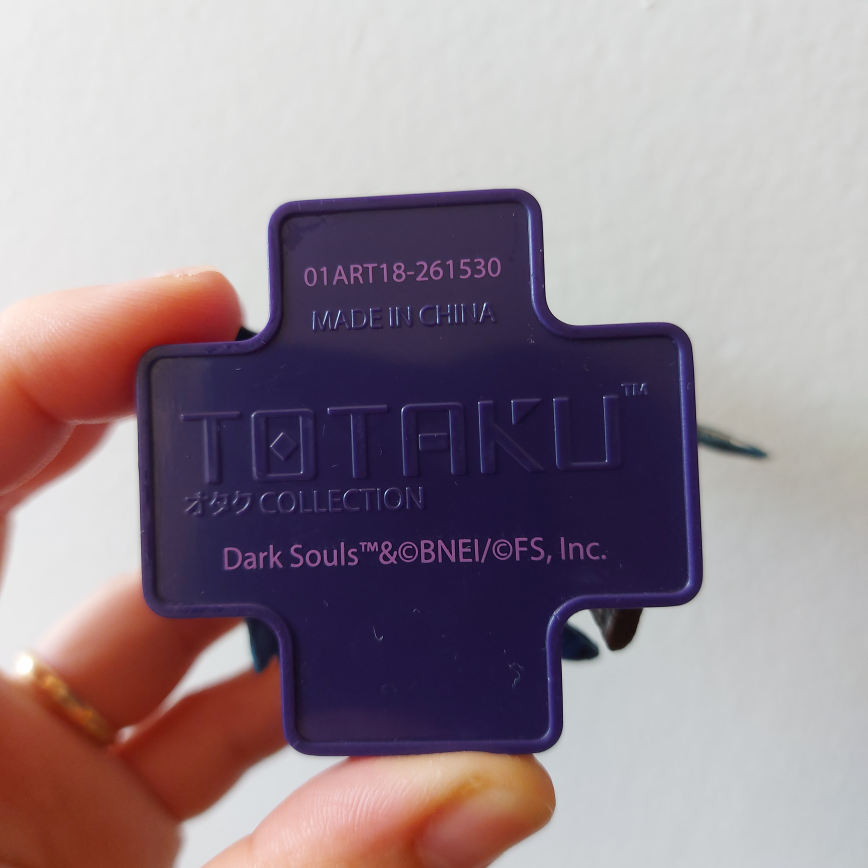 01ART18-261530
MADE IN CHINA
TOTAKU™
オタク COLLECTION
Dark Souls™&©BNEI/©FS, Inc.